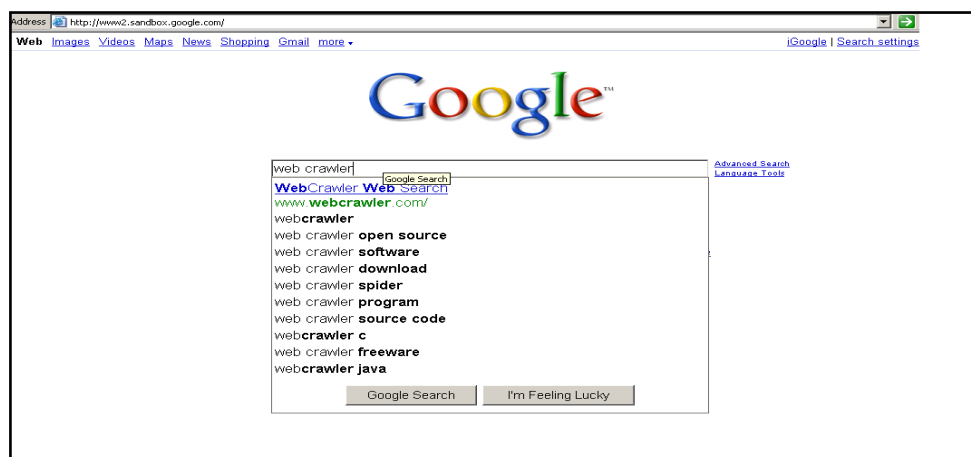 Address http://www2.sandbox.google.com/
Web Images Videos Maps News Shopping Gmail more iGoogle | Search settings
Google TM
web crawler Advanced Search
Google Search Language Tools
WebCrawler Web Search
www.webcrawler.com/
webcrawler
web crawler open source
web crawler software
web crawler download
web crawler spider
web crawler program
web crawler source code
webcrawler c
web crawler freeware
webcrawler java
Google Search I'm Feeling Lucky